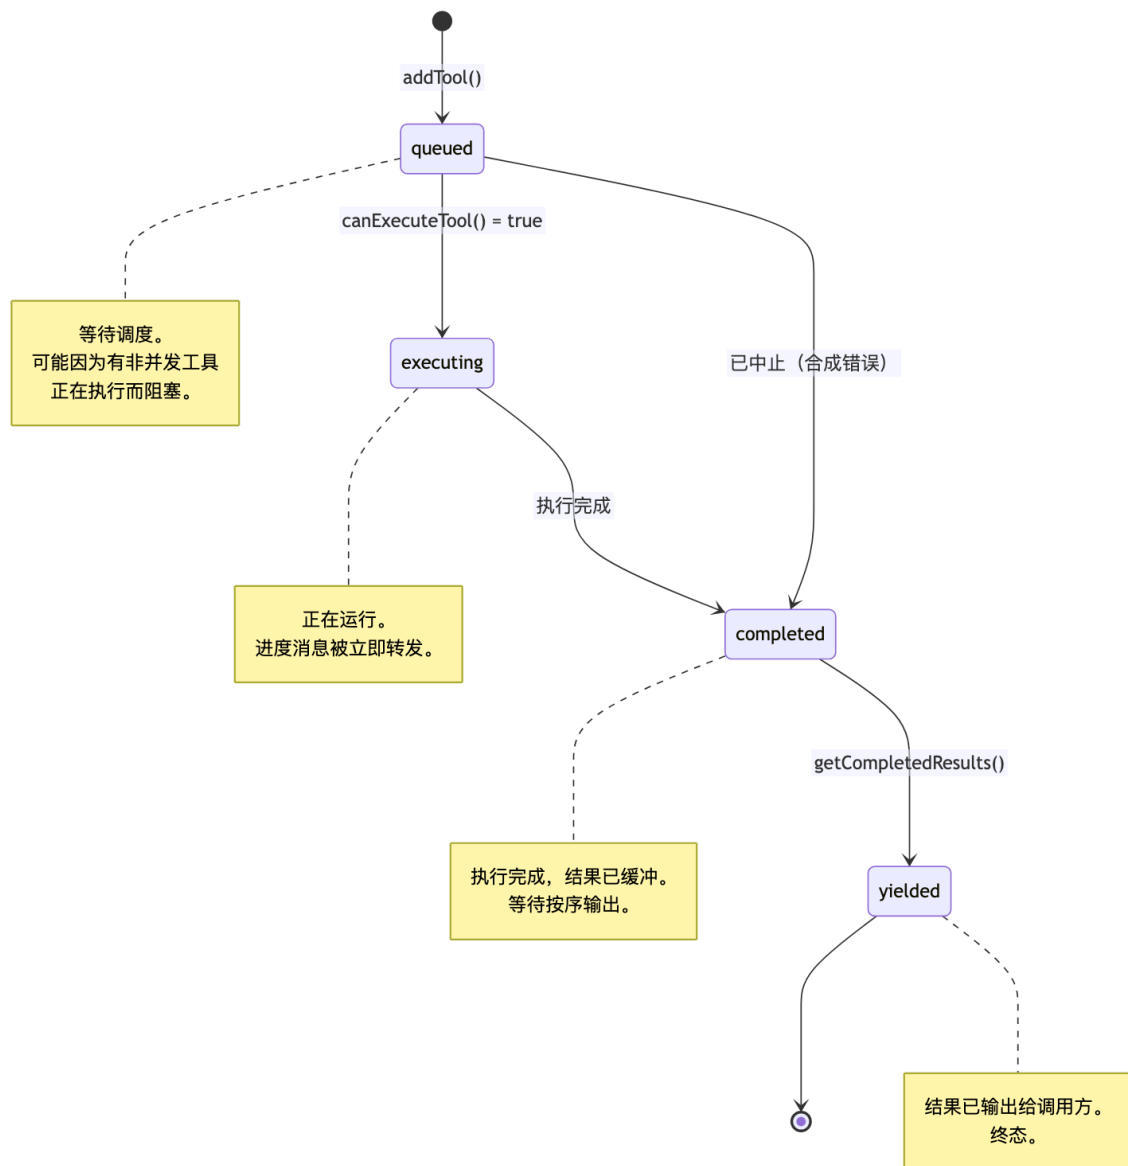 addTool()
queued
canExecuteTool() = true
等待调度。
可能因为有非并发工具
正在执行而阻塞。
executing
已中止（合成错误）
执行完成
正在运行。
进度消息被立即转发。
completed
getCompletedResults()
执行完成，结果已缓冲。
等待按序输出。
yielded
结果已输出给调用方。
终态。